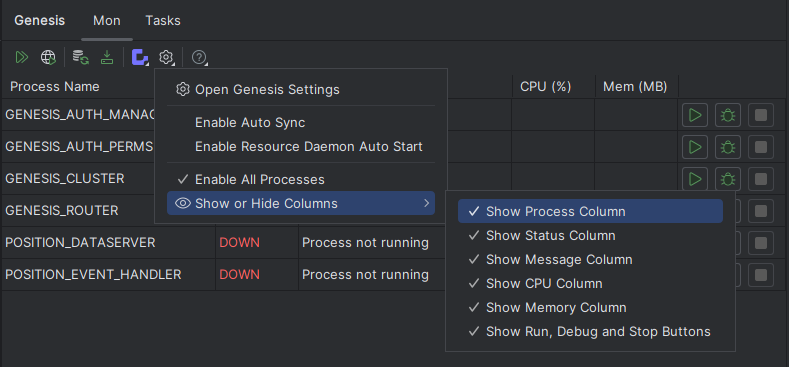 Genesis Mon Tasks
Process Name CPU (%) Mem (MB)
Open Genesis Settings
Enable Auto Sync
Enable Resource Daemon Auto Start
Enable All Processes
Show or Hide Columns
GENESIS_AUTH_MANAG
GENESIS_AUTH_PERMS
GENESIS_CLUSTER
GENESIS_ROUTER
POSITION_DATASERVER DOWN Process not running
POSITION_EVENT_HANDLER DOWN Process not running
Show Process Column
Show Status Column
Show Message Column
Show CPU Column
Show Memory Column
Show Run, Debug and Stop Buttons